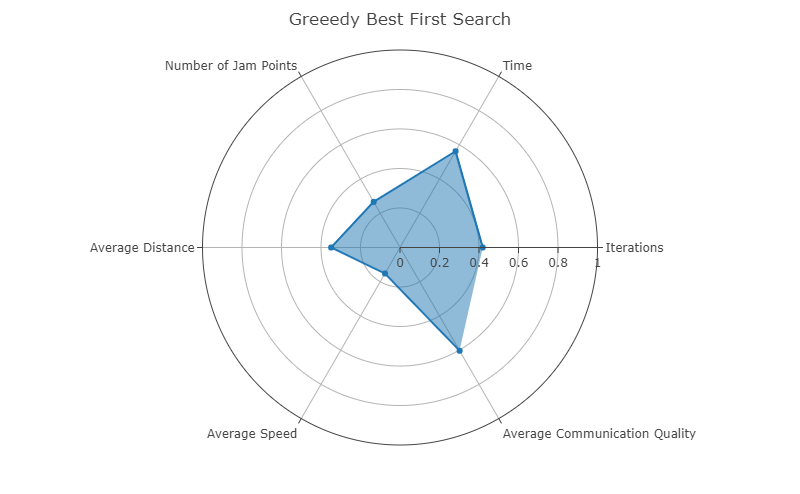 Greeedy Best First Search
Number of Jam Points
Time
Average Distance
Iterations
0
0.2
0.4
0.6
0.8
1
Average Speed
Average Communication Quality